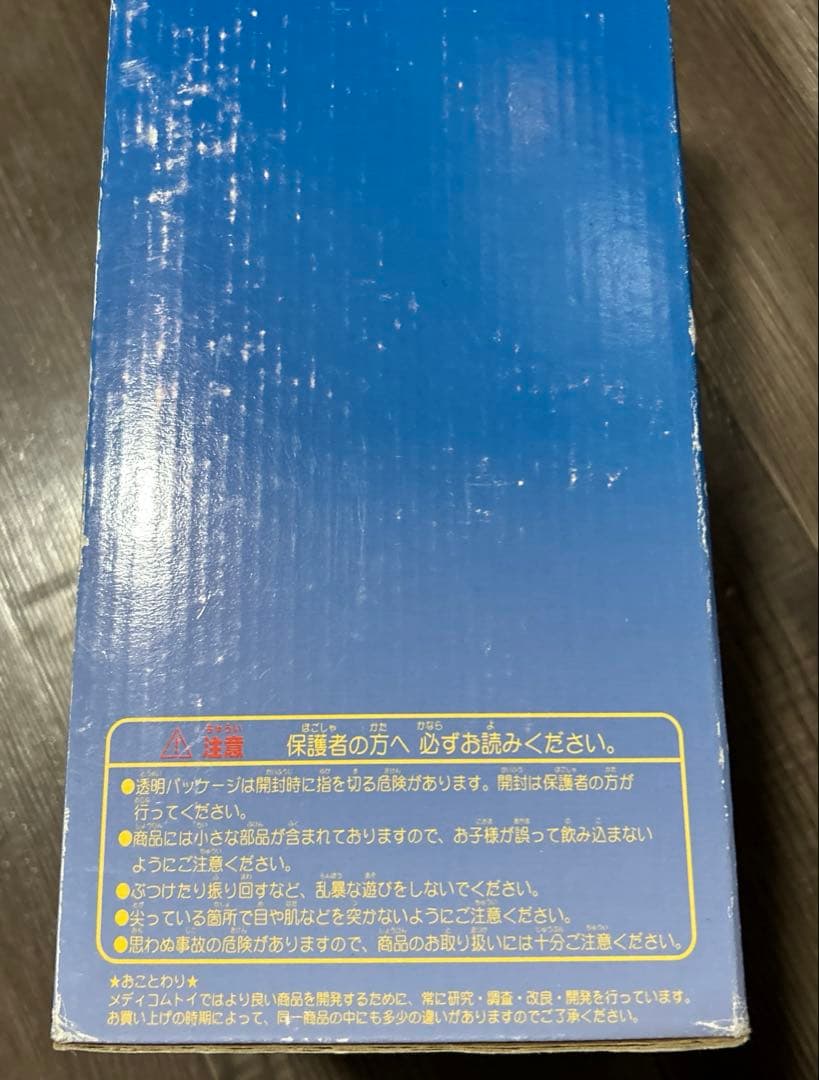 ⚠ 注意 保護者の方へ 必ずお読みください。
●透明パッケージは開封時に指を切る危険があります。開封は保護者の方が
行ってください。
●商品には小さな部品が含まれておりますので、お子様が誤って飲み込まない
ようにご注意ください。
●ぶつけたり振り回すなど、乱暴な遊びをしないでください。
●尖っている箇所で目や肌などを突かないようにご注意ください。
●思わぬ事故の危険がありますので、商品のお取り扱いには十分ご注意ください。
★おことわり★
メディコムトイではより良い商品を開発するために、常に研究・調査・改良・開発を行っています。
お買い上げの時期によって、同一商品の中にも多少の違いがありますのでご了承ください。